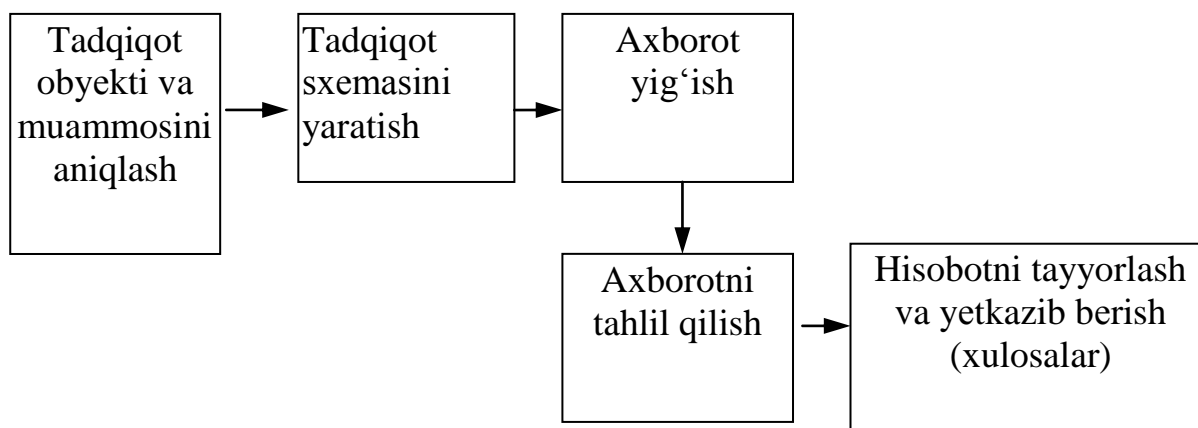 Tadqiqot
obyekti va
muammosini
aniqlash
Tadqiqot
sxemasini
yaratish
Axborot
yig‘ish
Axborotni
tahlil qilish
Hisobotni tayyorlash
va yetkazib berish
(xulosalar)